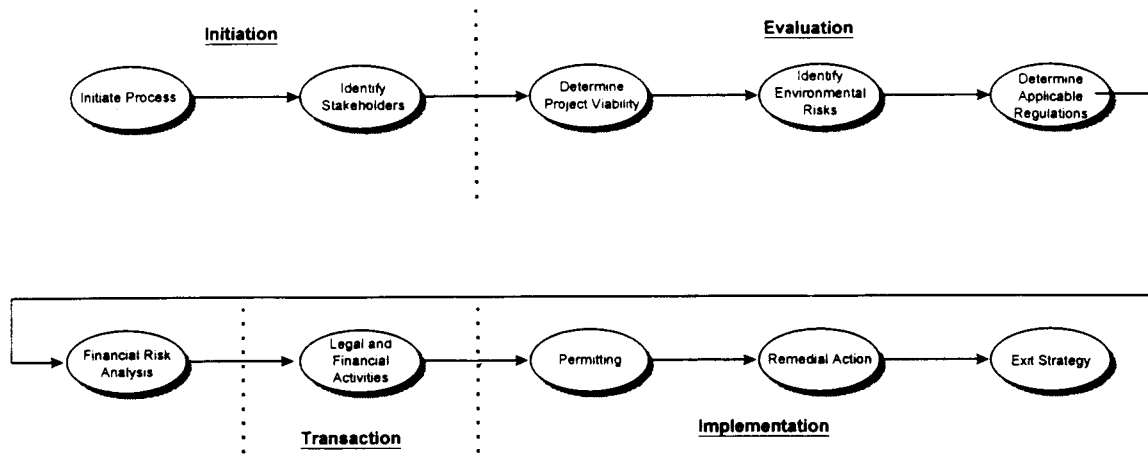 Initiation
Evaluation
Initiate Process
Identify
Stakeholders
Determine
Project Viability
Identify
Environmental
Risks
Determine
Applicable
Regulations
Financial Risk
Analysis
Legal and
Financial
Activities
Permitting
Remedial Action
Exit Strategy
Transaction
Implementation